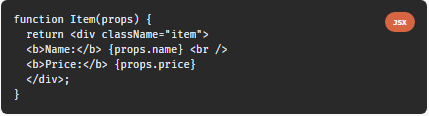 function Item(props) {
JSX
  return <div className="item">
  <b>Name:</b> {props.name} <br />
  <b>Price:</b> {props.price}
  </div>;
}